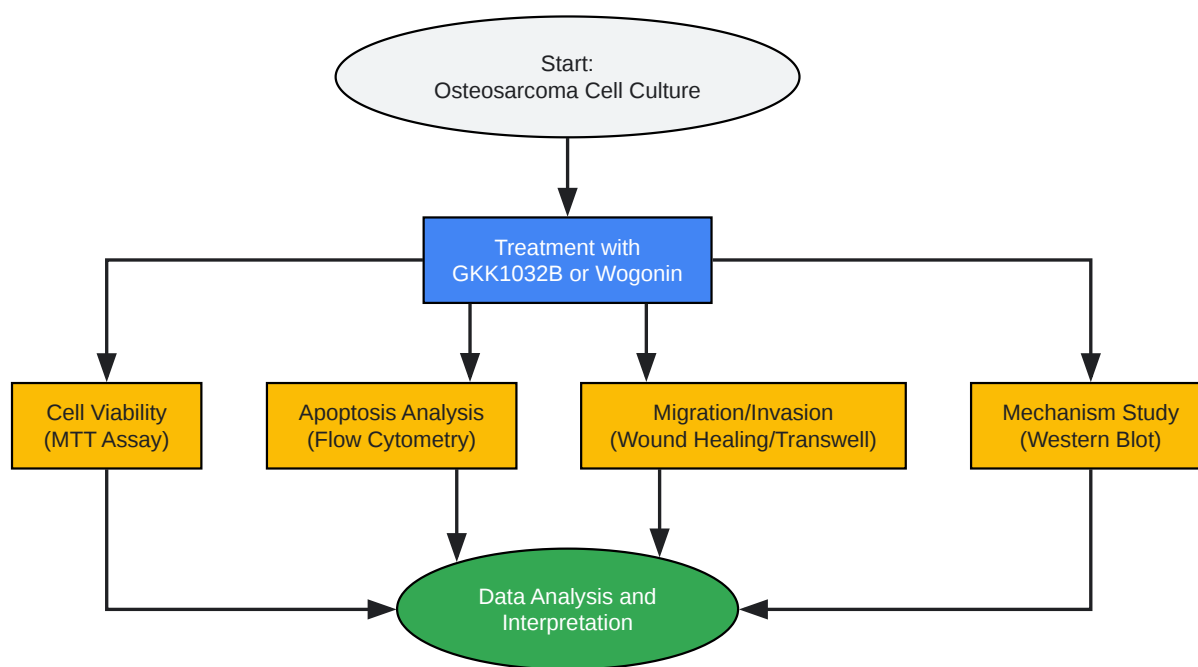 Start:
Osteosarcoma Cell Culture
Treatment with
GKK1032B or Wogonin
Cell Viability
(MTT Assay)
Apoptosis Analysis
(Flow Cytometry)
Migration/Invasion
(Wound Healing/Transwell)
Mechanism Study
(Western Blot)
Data Analysis and
Interpretation